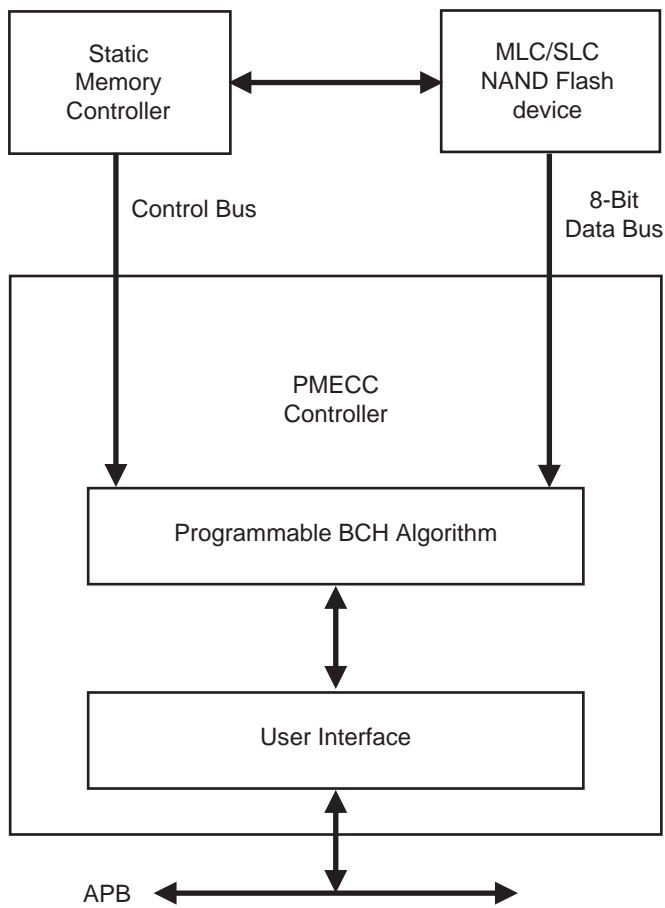 Static
Memory
Controller
MLC/SLC
NAND Flash
device
Control Bus
8-Bit
Data Bus
PMECC
Controller
Programmable BCH Algorithm
User Interface
APB